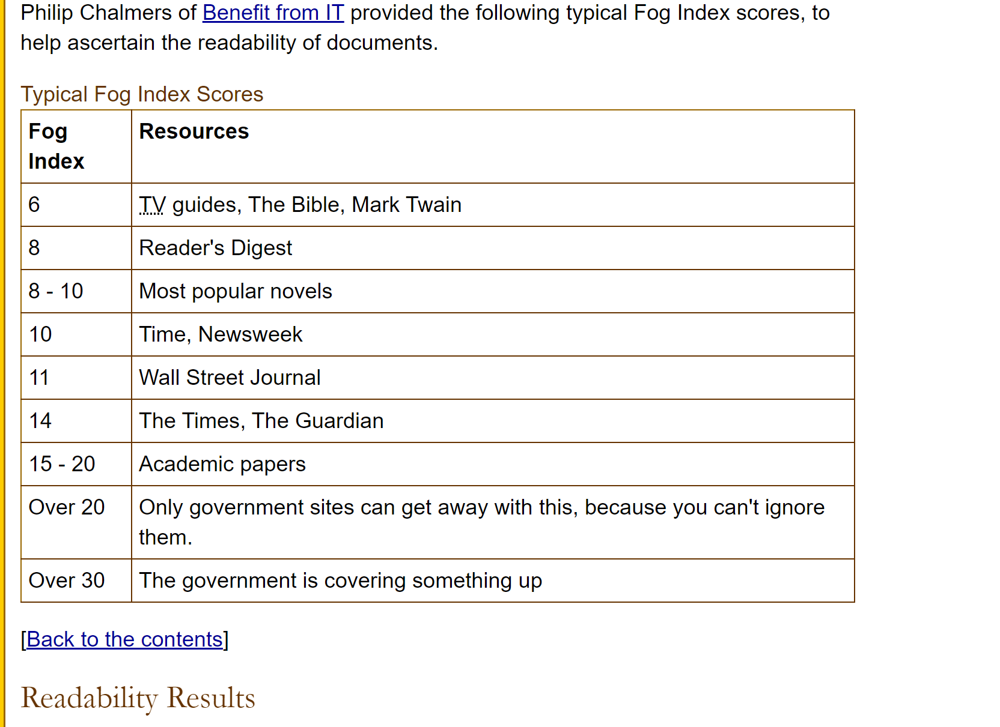 Philip Chalmers of Benefit from IT provided the following typical Fog Index scores, to
help ascertain the readability of documents.
Typical Fog Index Scores
Fog
Index
Resources
6
TV guides, The Bible, Mark Twain
8
Reader's Digest
8 - 10
Most popular novels
10
Time, Newsweek
11
Wall Street Journal
14
The Times, The Guardian
15 - 20
Academic papers
Over 20
Only government sites can get away with this, because you can't ignore
them.
Over 30
The government is covering something up
[Back to the contents]
Readability Results